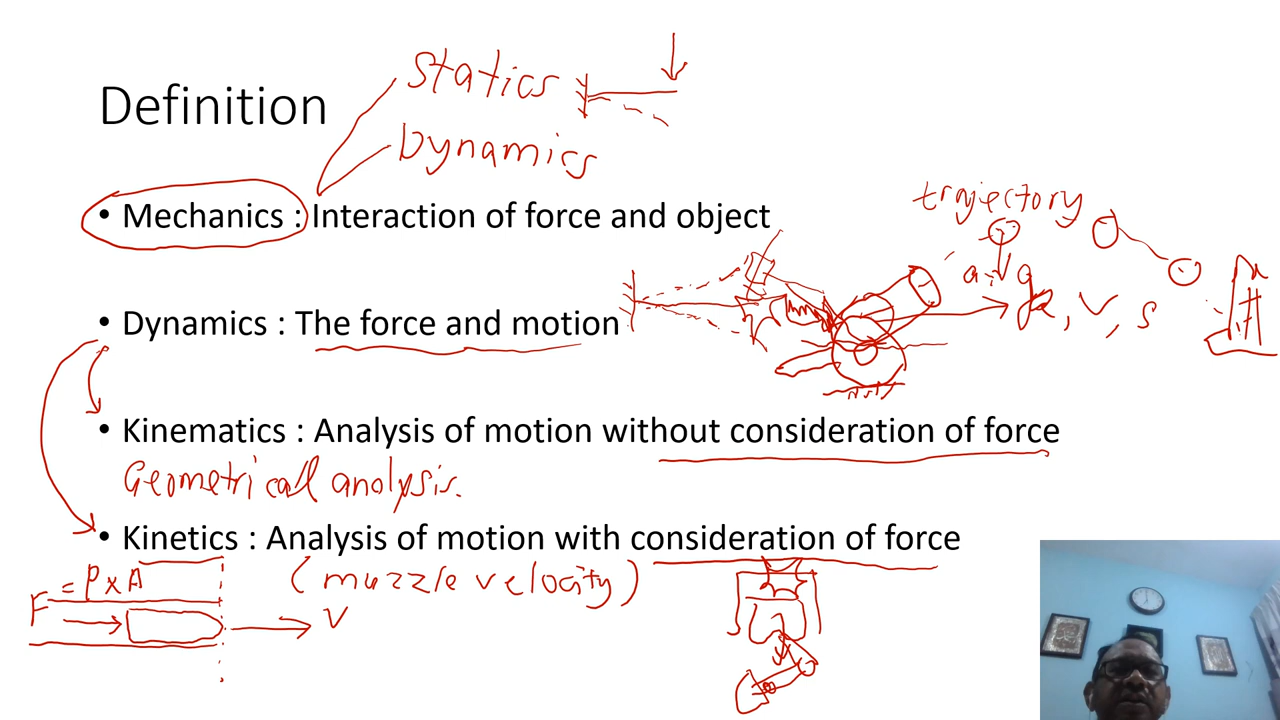 Statics
Definition
Dynamics
trajectory
• Mechanics : Interaction of force and object
a = g
• Dynamics : The force and motion
, v, s
• Kinematics : Analysis of motion without consideration of force
Geometrical analysis.
• Kinetics : Analysis of motion with consideration of force
F = P x A
(muzzle velocity)
V